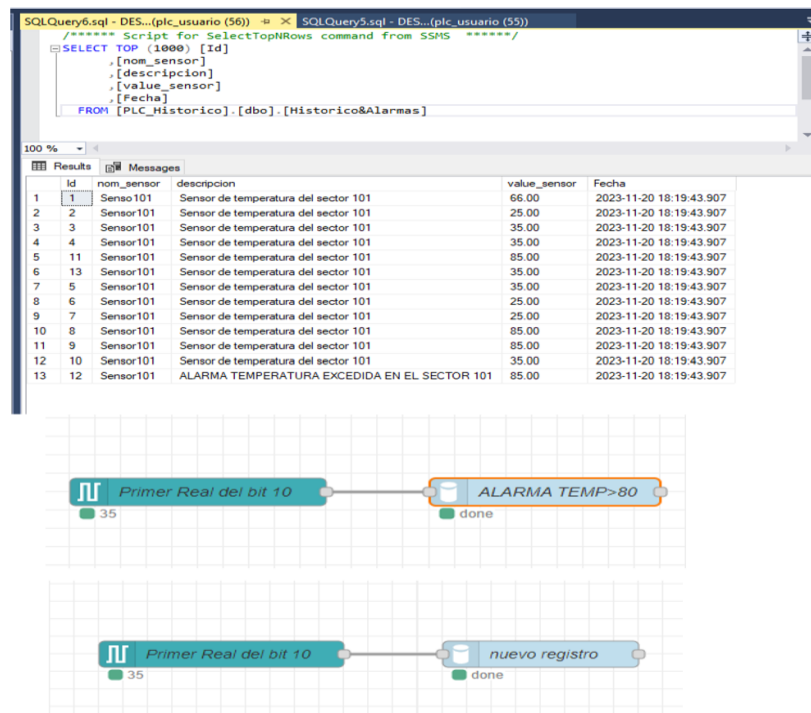 SQLQuery6.sql - DES...(plc_usuario (56)) SQLQuery5.sql - DES...(plc_usuario (55))
/****** Script for SelectTopNRows command from SSMS ******/
SELECT TOP (1000) [Id]
,[nom_sensor]
,[descripcion]
,[value_sensor]
,[Fecha]
FROM [PLC_Historico].[dbo].[Historico&Alarmas]
100 %
Results Messages
Id nom_sensor descripcion value_sensor Fecha
1 1 Senso101 Sensor de temperatura del sector 101 66.00 2023-11-20 18:19:43.907
2 2 Sensor101 Sensor de temperatura del sector 101 25.00 2023-11-20 18:19:43.907
3 3 Sensor101 Sensor de temperatura del sector 101 35.00 2023-11-20 18:19:43.907
4 4 Sensor101 Sensor de temperatura del sector 101 35.00 2023-11-20 18:19:43.907
5 11 Sensor101 Sensor de temperatura del sector 101 85.00 2023-11-20 18:19:43.907
6 13 Sensor101 Sensor de temperatura del sector 101 35.00 2023-11-20 18:19:43.907
7 5 Sensor101 Sensor de temperatura del sector 101 35.00 2023-11-20 18:19:43.907
8 6 Sensor101 Sensor de temperatura del sector 101 25.00 2023-11-20 18:19:43.907
9 7 Sensor101 Sensor de temperatura del sector 101 25.00 2023-11-20 18:19:43.907
10 8 Sensor101 Sensor de temperatura del sector 101 85.00 2023-11-20 18:19:43.907
11 9 Sensor101 Sensor de temperatura del sector 101 85.00 2023-11-20 18:19:43.907
12 10 Sensor101 Sensor de temperatura del sector 101 35.00 2023-11-20 18:19:43.907
13 12 Sensor101 ALARMA TEMPERATURA EXCEDIDA EN EL SECTOR 101 85.00 2023-11-20 18:19:43.907
Primer Real del bit 10 ALARMA TEMP>80
35 done
Primer Real del bit 10 nuevo registro
35 done